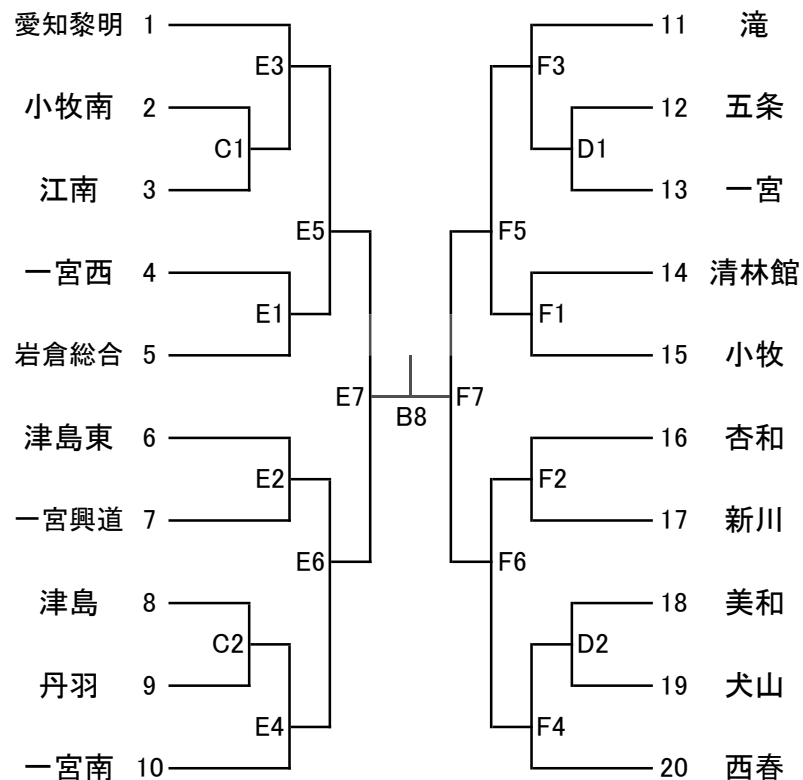 愛知黎明 1
E3
小牧南 2
C1
江南 3
E5
一宮西 4
E1
岩倉総合 5
E7
津島東 6
E2
一宮興道 7
E6
津島 8
C2
丹羽 9
E4
一宮南 10
B8
11 滝
F3
12 五条
D1
13 一宮
F5
14 清林館
F1
15 小牧
F7
16 杏和
F2
17 新川
F6
18 美和
D2
19 犬山
F4
20 西春